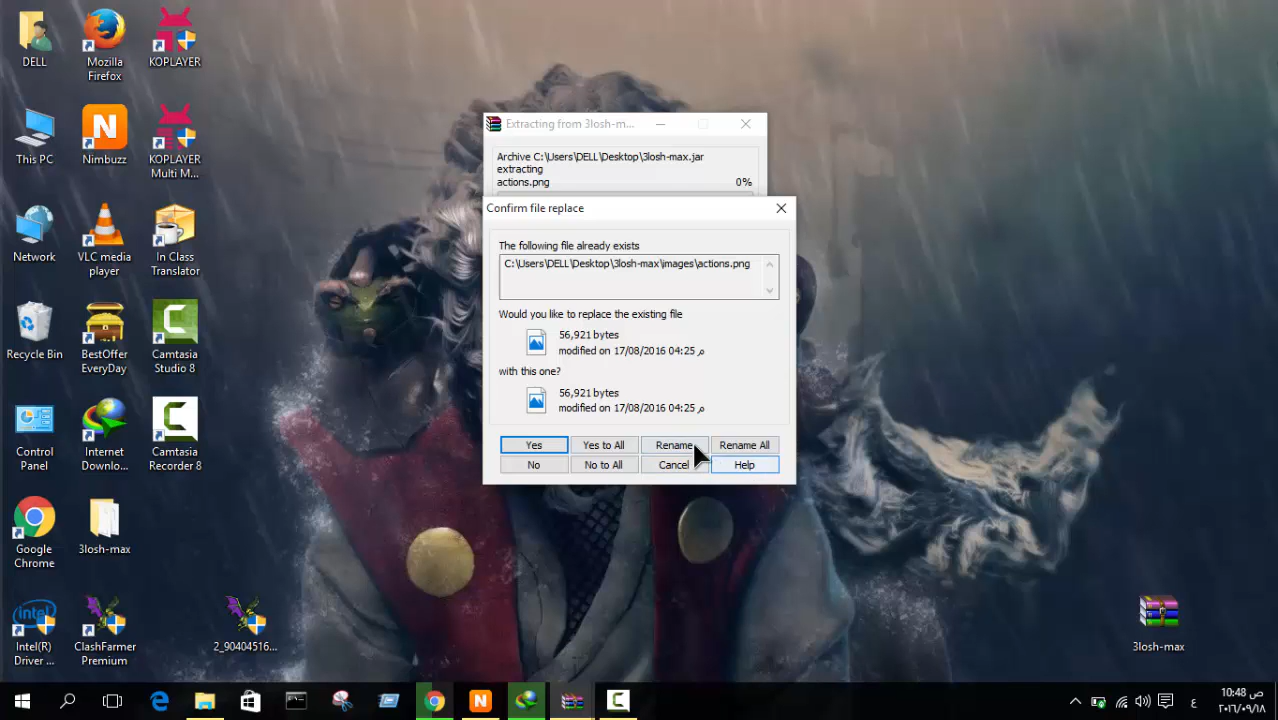 DELL
Mozilla
Firefox
KOPLAYER
This PC
Nimbuzz
KOPLAYER
Multi M...
Network
VLC media
player
In Class
Translator
Recycle Bin
BestOffer
EveryDay
Camtasia
Studio 8
Control
Panel
Internet
Downlo...
Camtasia
Recorder 8
Google
Chrome
3losh-max
Intel(R)
Driver ...
ClashFarmer
Premium
2_90404516...
3losh-max
Extracting from 3losh-m...
Archive C:\Users\DELL\Desktop\3losh-max.jar
extracting
actions.png 0%
Confirm file replace
The following file already exists
C:\Users\DELL\Desktop\3losh-max\images\actions.png
Would you like to replace the existing file
56,921 bytes
modified on 17/08/2016 04:25 م
with this one?
56,921 bytes
modified on 17/08/2016 04:25 م
Yes Yes to All Rename Rename All
No No to All Cancel Help
ع
10:48 ص
٢٠١٦/٠٩/١٨